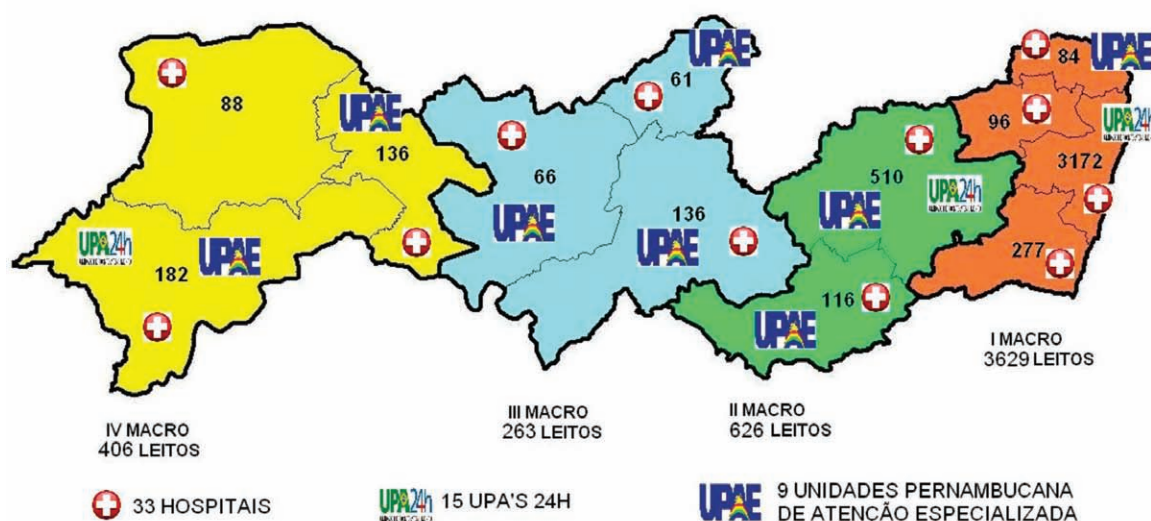 UPAE
84
UPAE
61
88
UPAE
96
UPA24h
136
3172
510
66
UPAE
UPA24h
136
UPAE
UPAE
277
UPA24h
UPAE
182
116
UPAE
I MACRO
3629 LEITOS
IV MACRO
406 LEITOS
III MACRO
263 LEITOS
II MACRO
626 LEITOS
33 HOSPITAIS
UPA24h
15 UPA'S 24H
UPAE
9 UNIDADES PERNAMBUCANA
DE ATENÇÃO ESPECIALIZADA